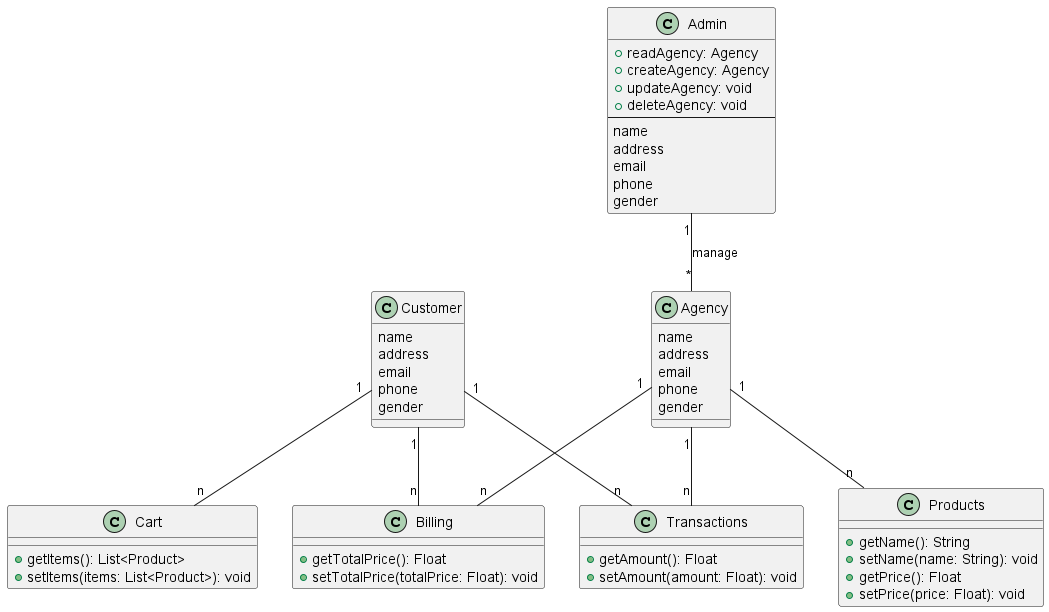 C Admin
readAgency: Agency
createAgency: Agency
updateAgency: void
deleteAgency: void
name
address
email
phone
gender
1
manage
*
C Customer
name
address
email
phone
gender
C Agency
name
address
email
phone
gender
1
1
1
1
1
1
n
n
n
n
n
n
C Cart
getItems(): List<Product>
setItems(items: List<Product>): void
C Billing
getTotalPrice(): Float
setTotalPrice(totalPrice: Float): void
C Transactions
getAmount(): Float
setAmount(amount: Float): void
C Products
getName(): String
setName(name: String): void
getPrice(): Float
setPrice(price: Float): void